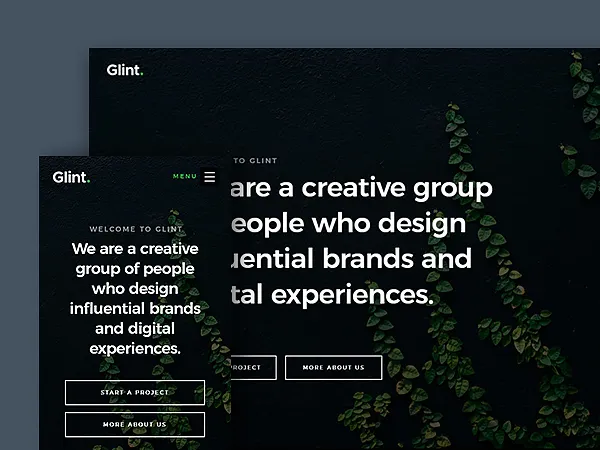 Glint.
TO GLINT
are a creative group
eople who design
uential brands and
tal experiences.
ROJECT
MORE ABOUT US
Glint.
MENU
WELCOME TO GLINT
We are a creative
group of people
who design
influential brands
and digital
experiences.
START A PROJECT
MORE ABOUT US